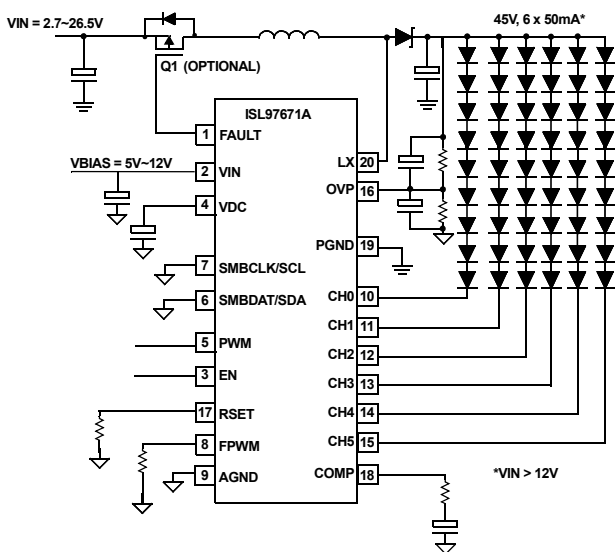 VIN = 2.7~26.5V
45V, 6 x 50mA*
Q1 (OPTIONAL)
ISL97671A
1 FAULT
VBIAS = 5V~12V
2 VIN
LX 20
OVP 16
4 VDC
PGND 19
7 SMBCLK/SCL
CH0 10
6 SMBDAT/SDA
CH1 11
5 PWM
CH2 12
3 EN
CH3 13
17 RSET
CH4 14
8 FPWM
CH5 15
9 AGND
COMP 18
*VIN > 12V